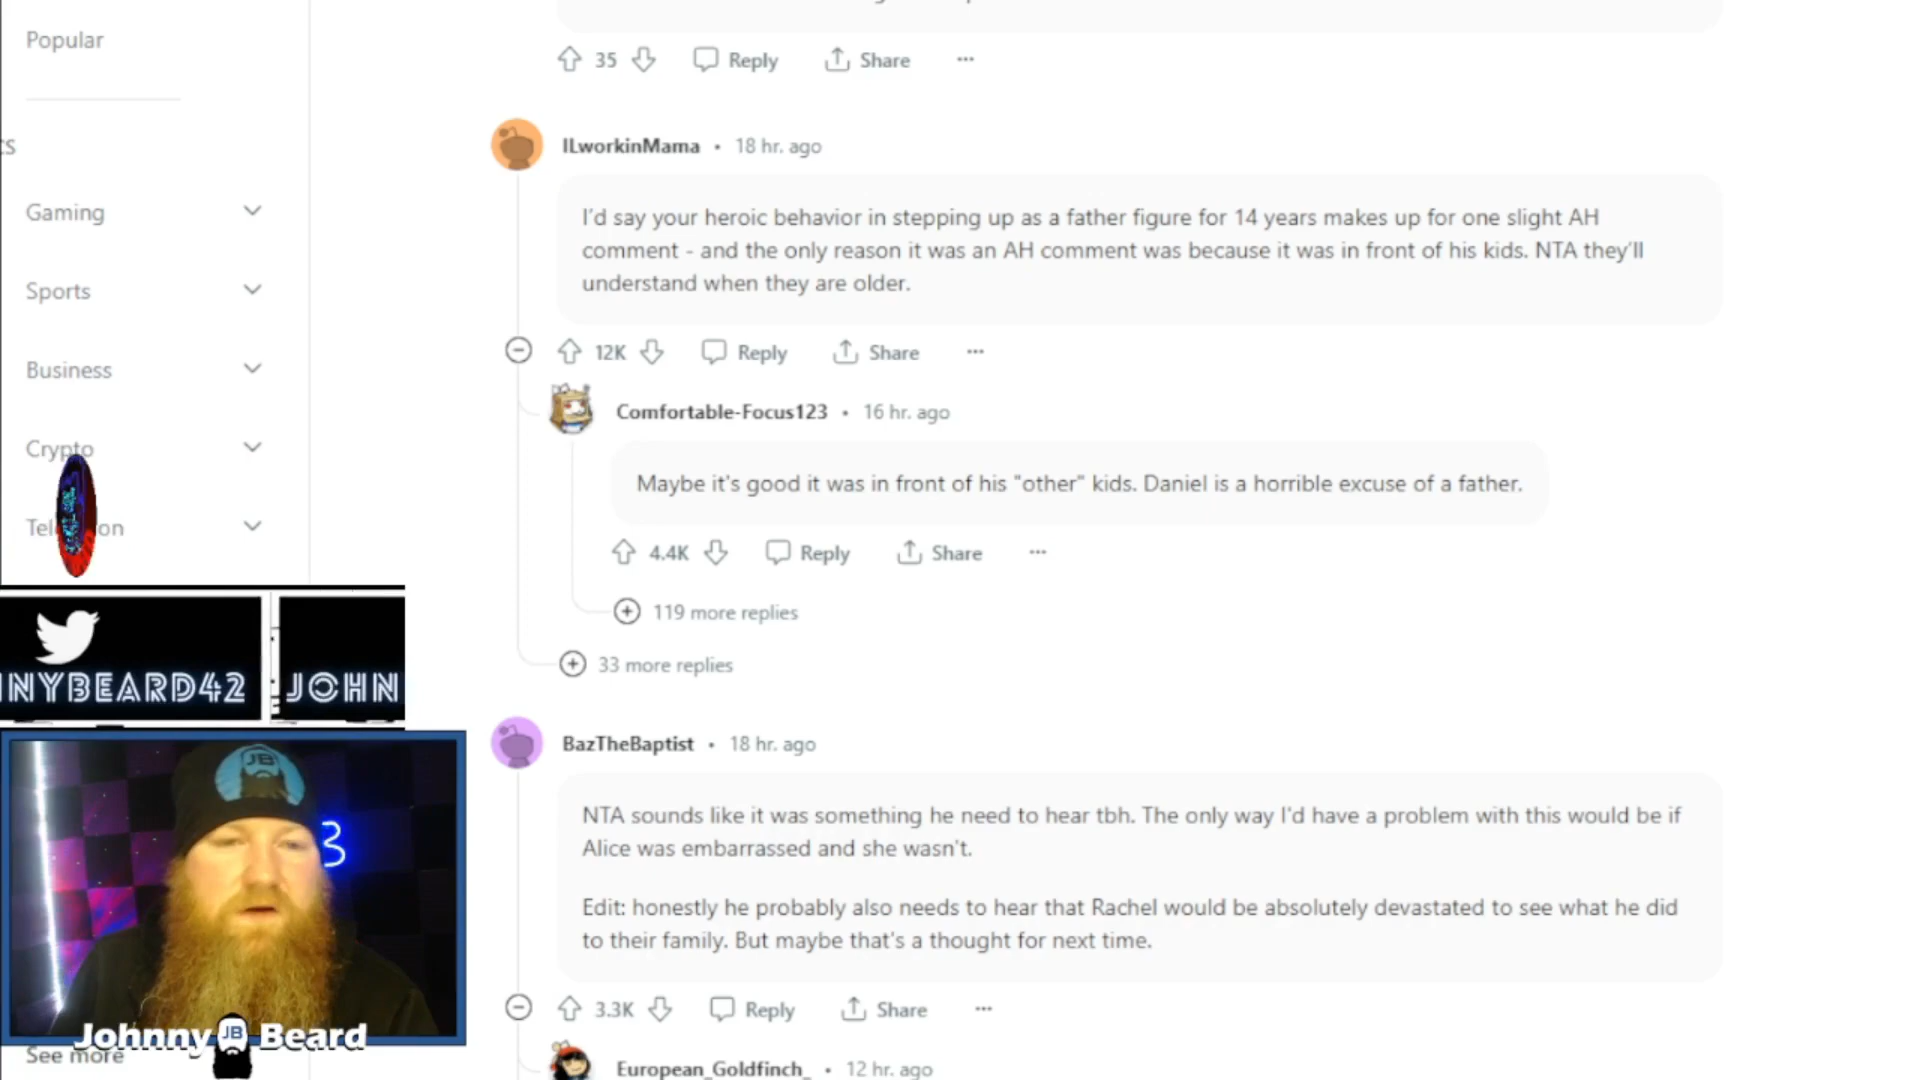 Popular
35 Reply Share
cs
ILworkinMama • 18 hr. ago
Gaming
I'd say your heroic behavior in stepping up as a father figure for 14 years makes up for one slight AH
comment - and the only reason it was an AH comment was because it was in front of his kids. NTA they'll
understand when they are older.
Sports
12K Reply Share
Business
Comfortable-Focus123 • 16 hr. ago
Crypto
Maybe it's good it was in front of his "other" kids. Daniel is a horrible excuse of a father.
Tel on
4.4K Reply Share
119 more replies
33 more replies
NYBEARD42
JOHN
BazTheBaptist • 18 hr. ago
NTA sounds like it was something he need to hear tbh. The only way I'd have a problem with this would be if
Alice was embarrassed and she wasn't.
Edit: honestly he probably also needs to hear that Rachel would be absolutely devastated to see what he did
to their family. But maybe that's a thought for next time.
3.3K Reply Share
JB
Johnny JB Beard
See more
European_Goldfinch_ • 12 hr. ago